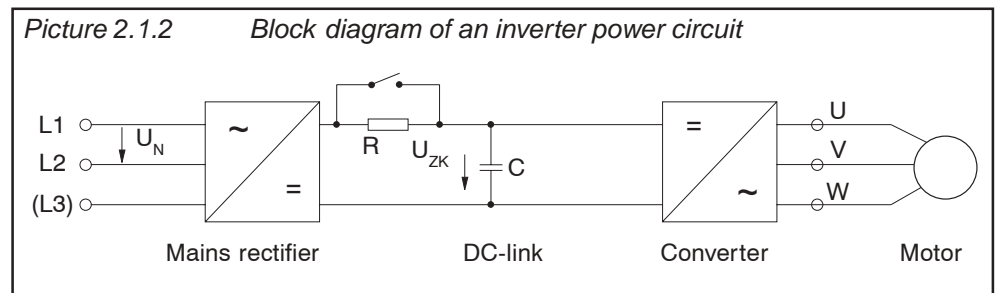 Picture 2.1.2 Block diagram of an inverter power circuit
L1
U_N
L2
(L3)
~
=
R
U_ZK
C
=
~
U
V
W
Mains rectifier DC-link Converter Motor